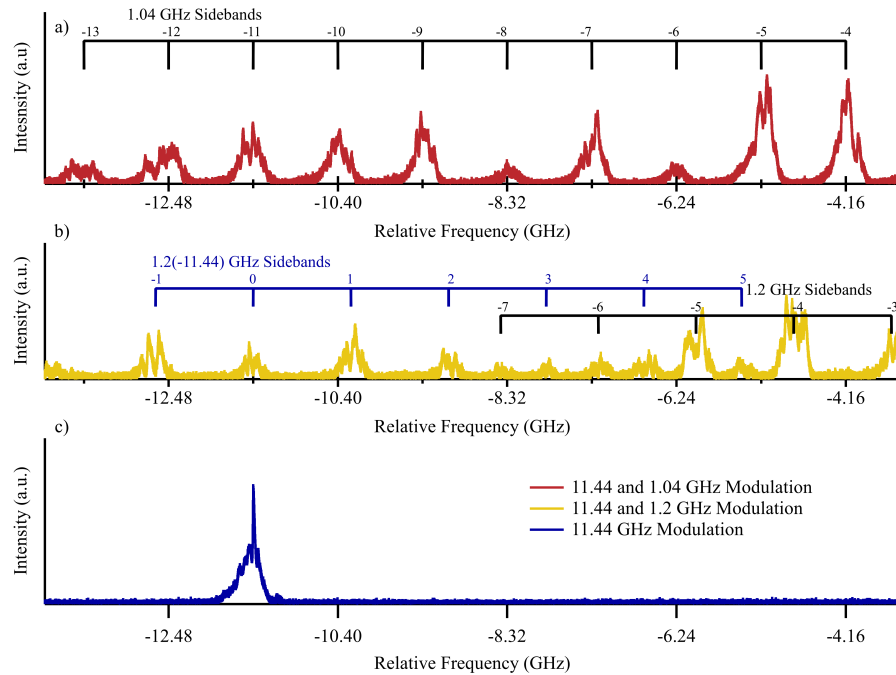 1.04 GHz Sidebands
a)
-13 -12 -11 -10 -9 -8 -7 -6 -5 -4
Intesnsity (a.u)
-12.48 -10.40 -8.32 -6.24 -4.16
Relative Frequency (GHz)
b)
1.2(-11.44) GHz Sidebands
-1 0 1 2 3 4 5
1.2 GHz Sidebands
-7 -6 -5 -4 -3
Intensity (a.u.)
-12.48 -10.40 -8.32 -6.24 -4.16
Relative Frequency (GHz)
c)
Intensity (a.u.)
11.44 and 1.04 GHz Modulation
11.44 and 1.2 GHz Modulation
11.44 GHz Modulation
-12.48 -10.40 -8.32 -6.24 -4.16
Relative Frequency (GHz)